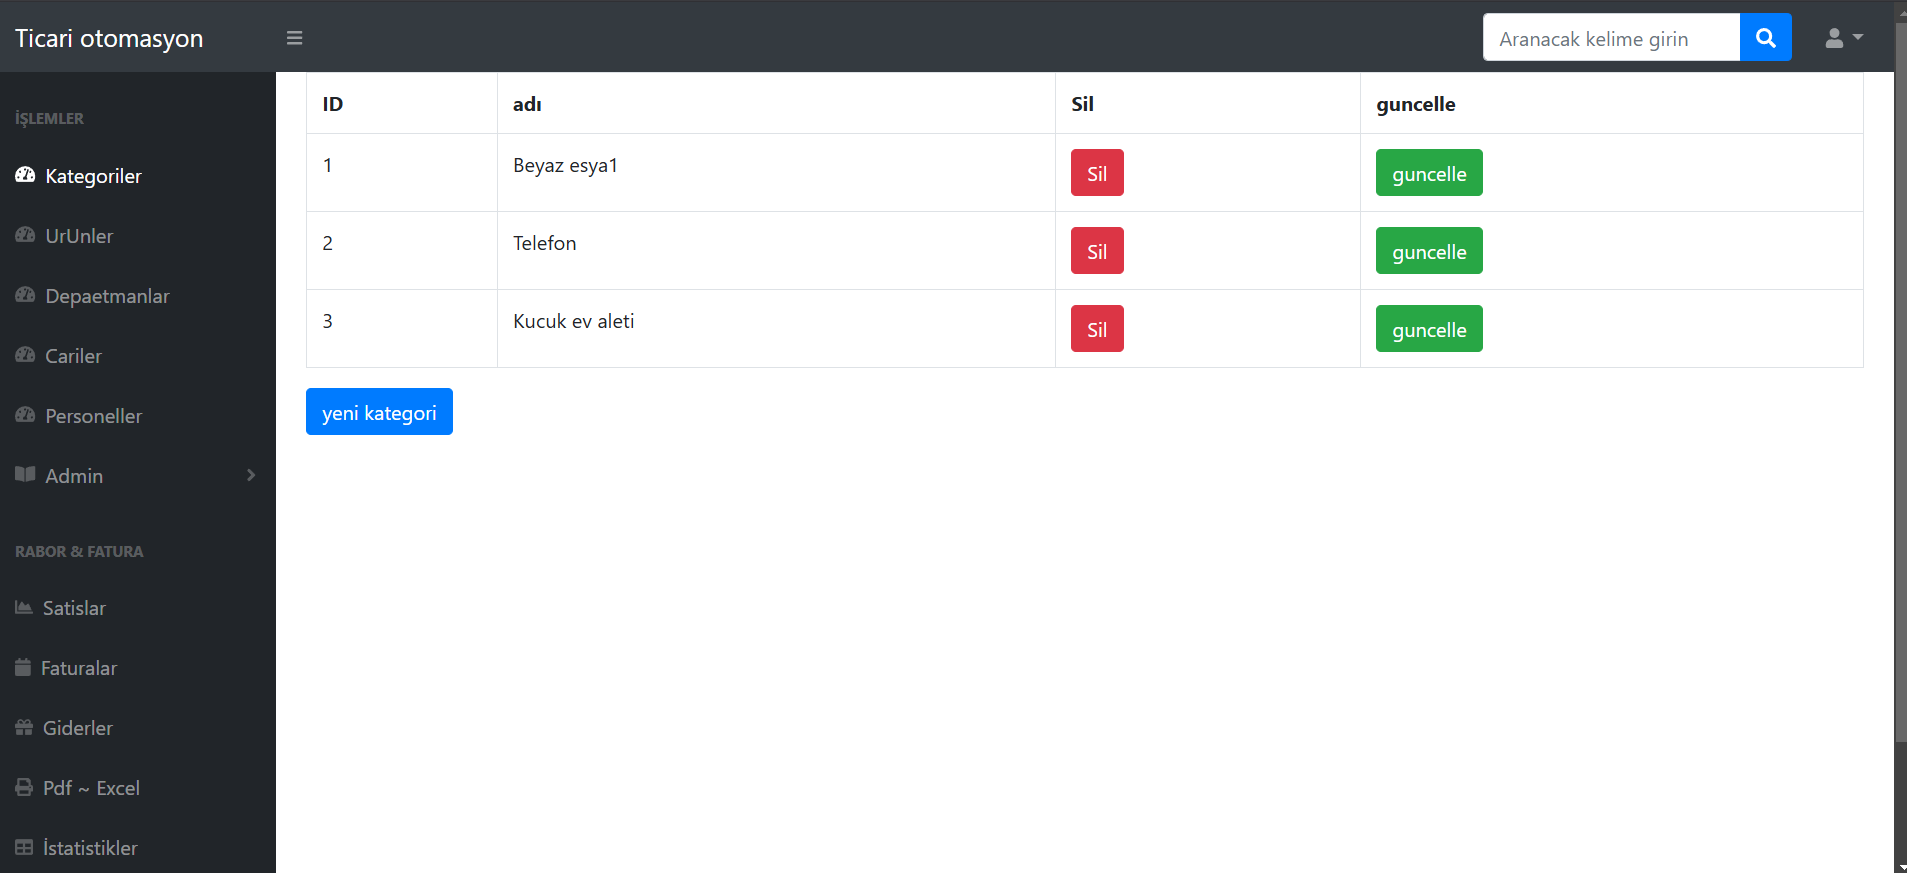 Ticari otomasyon
Aranacak kelime girin
İŞLEMLER
Kategoriler
UrUnler
Depaetmanlar
Cariler
Personeller
Admin
RABOR & FATURA
Satislar
Faturalar
Giderler
Pdf ~ Excel
İstatistikler
ID adı Sil guncelle
1 Beyaz esya1 Sil guncelle
2 Telefon Sil guncelle
3 Kucuk ev aleti Sil guncelle
yeni kategori